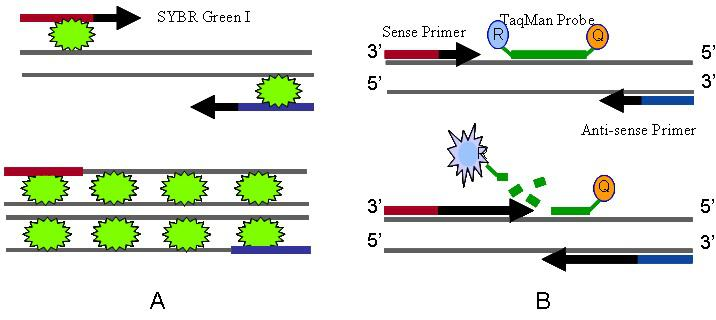 SYBR Green I
A
Sense Primer
TaqMan Probe
R
Q
3’
5’
5’
3’
Anti-sense Primer
R
Q
3’
5’
5’
3’
B